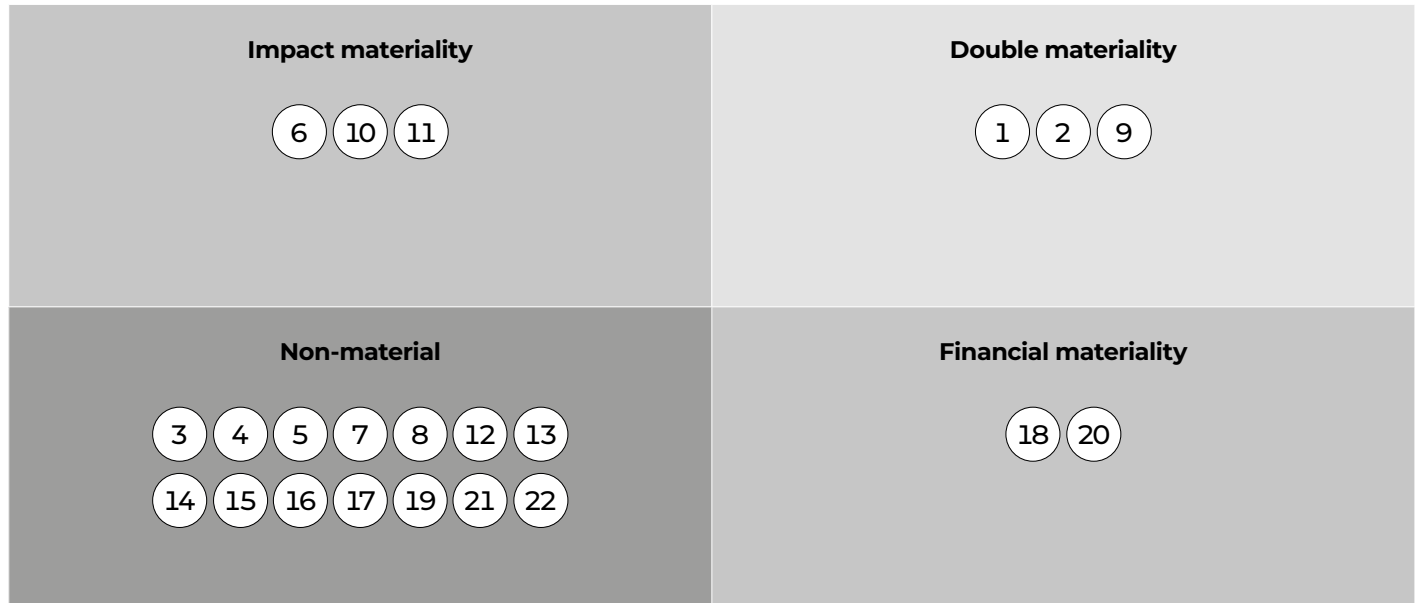 Impact materiality
6 10 11
Double materiality
1 2 9
Non-material
3 4 5 7 8 12 13
14 15 16 17 19 21 22
Financial materiality
18 20